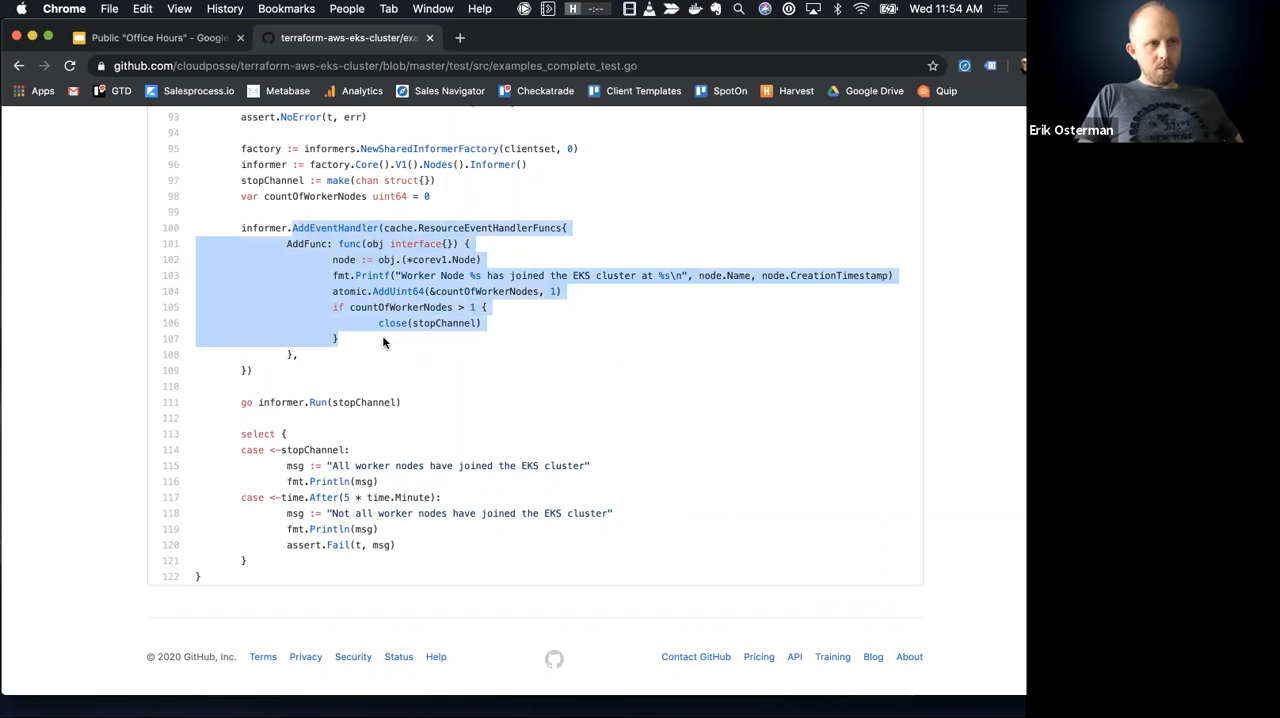 Chrome File Edit View History Bookmarks People Tab Window Help
H -:-- Wed 11:54 AM
Public "Office Hours" - Google
terraform-aws-eks-cluster/exa
github.com/cloudposse/terraform-aws-eks-cluster/blob/master/test/src/examples_complete_test.go
Apps GTD Salesprocess.io Metabase Analytics Sales Navigator Checkatrade Client Templates SpotOn Harvest Google Drive Quip
Erik Osterman
93 assert.NoError(t, err)
94
95 factory := informers.NewSharedInformerFactory(clientset, 0)
96 informer := factory.Core().V1().Nodes().Informer()
97 stopChannel := make(chan struct{})
98 var countOfWorkerNodes uint64 = 0
99
100 informer.AddEventHandler(cache.ResourceEventHandlerFuncs{
101 AddFunc: func(obj interface{}) {
102 node := obj.(*corev1.Node)
103 fmt.Printf("Worker Node %s has joined the EKS cluster at %s\n", node.Name, node.CreationTimestamp)
104 atomic.AddUint64(&countOfWorkerNodes, 1)
105 if countOfWorkerNodes > 1 {
106 close(stopChannel)
107 }
108 },
109 })
110
111 go informer.Run(stopChannel)
112
113 select {
114 case <-stopChannel:
115 msg := "All worker nodes have joined the EKS cluster"
116 fmt.Println(msg)
117 case <-time.After(5 * time.Minute):
118 msg := "Not all worker nodes have joined the EKS cluster"
119 fmt.Println(msg)
120 assert.Fail(t, msg)
121 }
122 }
© 2020 GitHub, Inc. Terms Privacy Security Status Help Contact GitHub Pricing API Training Blog About